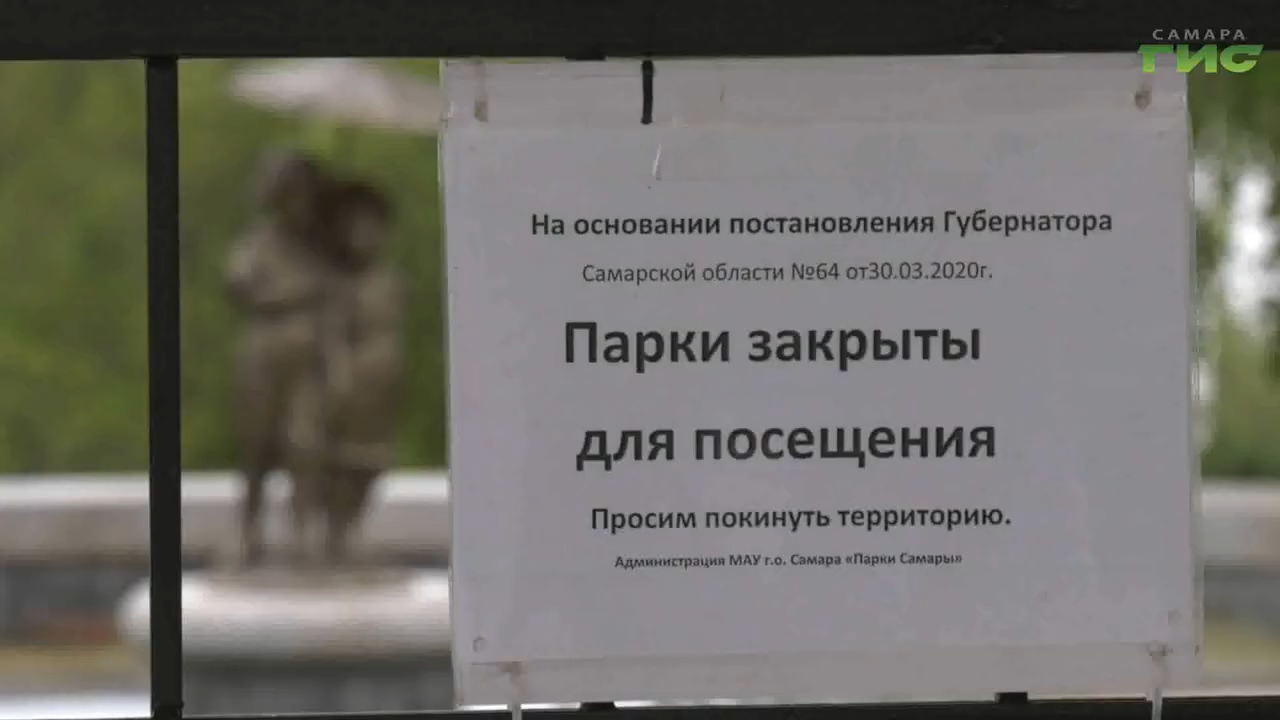 САМАРА
ГИС
На основании постановления Губернатора
Самарской области №64 от30.03.2020г.
Парки закрыты
для посещения
Просим покинуть территорию.
Администрация МАУ г.о. Самара «Парки Самары»